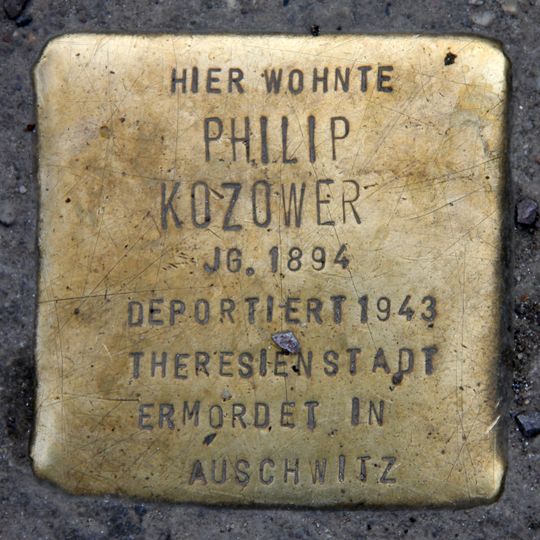 HIER WOHNTE
PHILIP
KOZOWER
JG. 1894
DEPORTIERT 1943
THERESIENSTADT
ERMORDET IN
AUSCHWITZ